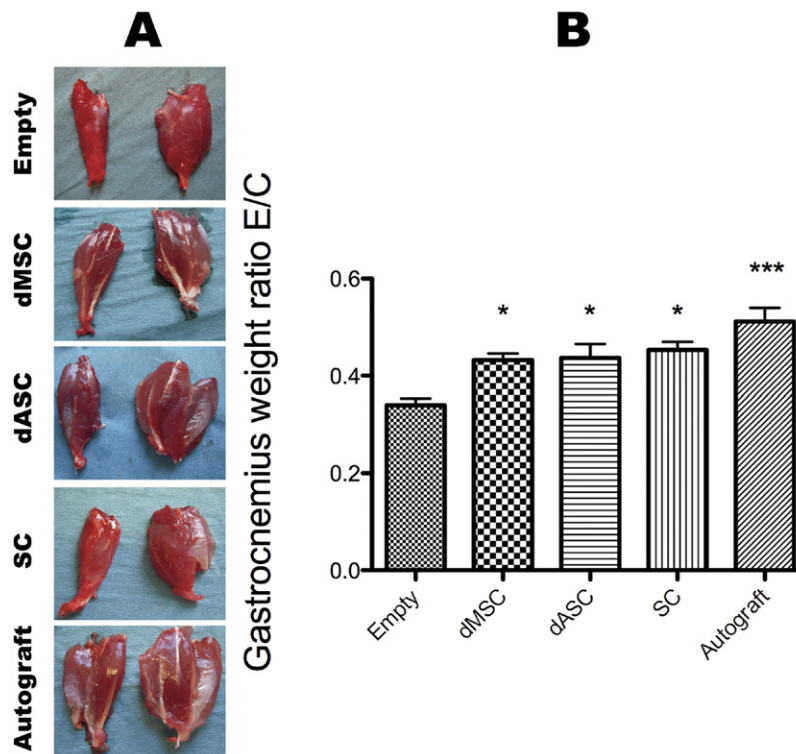 A
B
Empty
dMSC
dASC
SC
Autograft
Gastrocnemius weight ratio E/C
0.6
0.4
0.2
0.0
*
*
*
***
Empty
dMSC
dASC
SC
Autograft